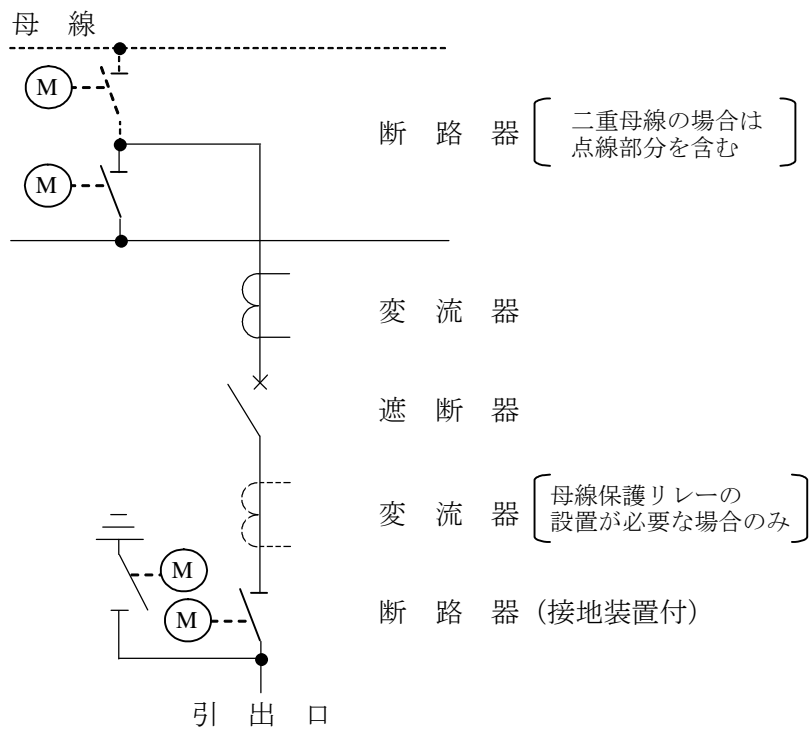 母 線
M
断 路 器
二重母線の場合は
点線部分を含む
M
変 流 器
遮 断 器
変 流 器
母線保護リレーの
設置が必要な場合のみ
M
M
断 路 器 (接地装置付)
引 出 口